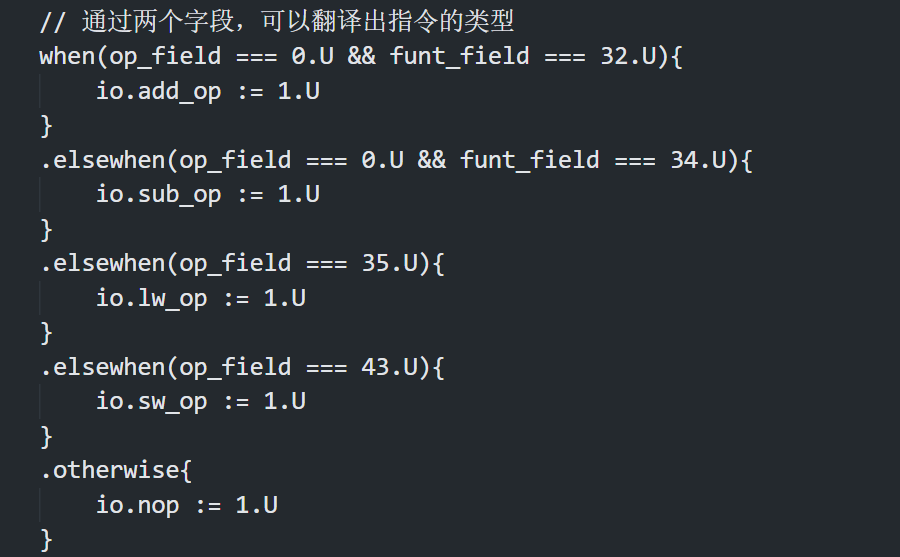 // 通过两个字段，可以翻译出指令的类型
when(op_field === 0.U && funt_field === 32.U){
    io.add_op := 1.U
}
.elsewhen(op_field === 0.U && funt_field === 34.U){
    io.sub_op := 1.U
}
.elsewhen(op_field === 35.U){
    io.lw_op := 1.U
}
.elsewhen(op_field === 43.U){
    io.sw_op := 1.U
}
.otherwise{
    io.nop := 1.U
}